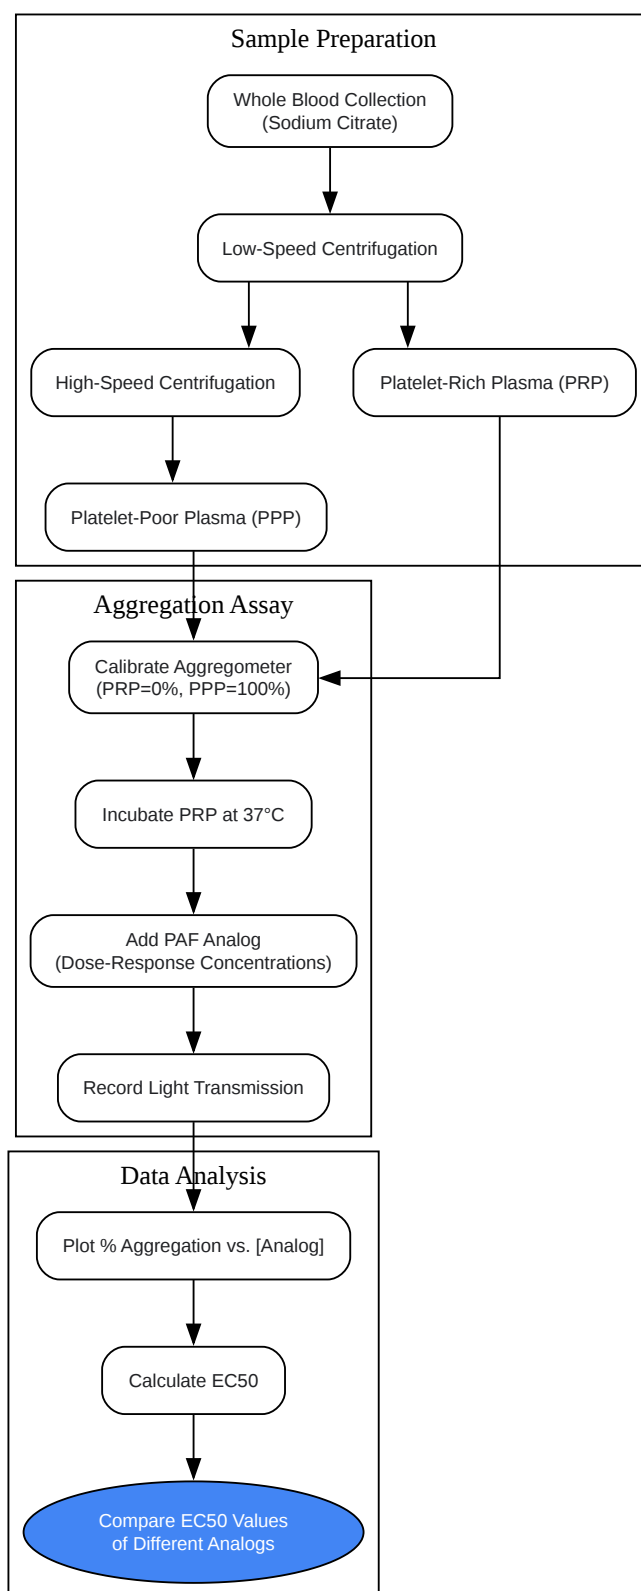 Sample Preparation
Whole Blood Collection
(Sodium Citrate)
Low-Speed Centrifugation
High-Speed Centrifugation
Platelet-Rich Plasma (PRP)
Platelet-Poor Plasma (PPP)
Aggregation Assay
Calibrate Aggregometer
(PRP=0%, PPP=100%)
Incubate PRP at 37°C
Add PAF Analog
(Dose-Response Concentrations)
Record Light Transmission
Data Analysis
Plot % Aggregation vs. [Analog]
Calculate EC50
Compare EC50 Values
of Different Analogs